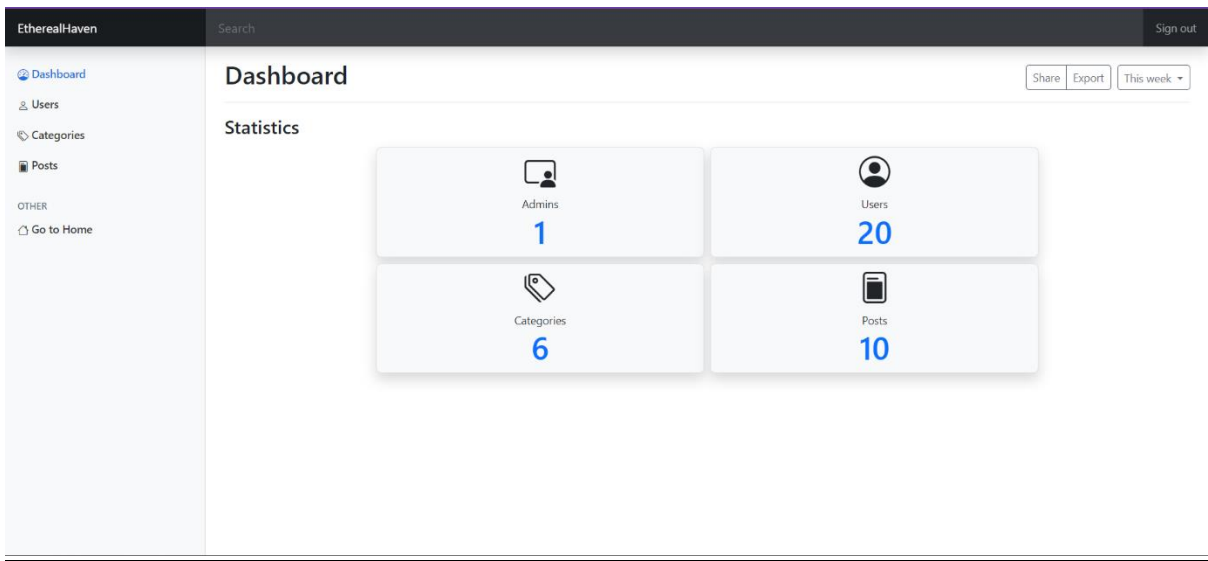 EtherealHaven
Search
Sign out
Dashboard
Users
Categories
Posts
OTHER
Go to Home
Dashboard
Share
Export
This week
Statistics
Admins
1
Users
20
Categories
6
Posts
10